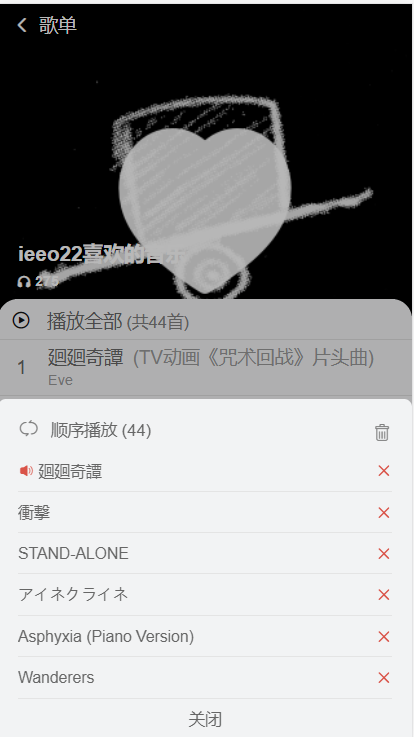 歌单
ieeo22喜欢的音乐
275
播放全部 (共44首)
1 廻廻奇譚 (TV动画《咒术回战》片头曲)
Eve
顺序播放 (44)
廻廻奇譚
衝撃
STAND-ALONE
アイネクライネ
Asphyxia (Piano Version)
Wanderers
关闭